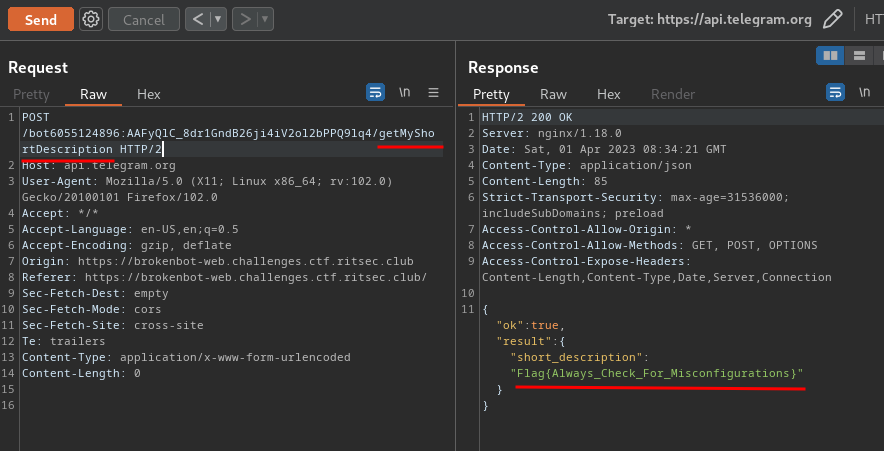 Send Cancel < > Target: https://api.telegram.org HT
Request
Pretty Raw Hex \n
1 POST
/bot6055124896:AAFyQlC_8dr1GndB26ji4iV2ol2bPPQ9lq4/getMySho
rtDescription HTTP/2
2 Host: api.telegram.org
3 User-Agent: Mozilla/5.0 (X11; Linux x86_64; rv:102.0)
Gecko/20100101 Firefox/102.0
4 Accept: */*
5 Accept-Language: en-US,en;q=0.5
6 Accept-Encoding: gzip, deflate
7 Origin: https://brokenbot-web.challenges.ctf.ritsec.club
8 Referer: https://brokenbot-web.challenges.ctf.ritsec.club/
9 Sec-Fetch-Dest: empty
10 Sec-Fetch-Mode: cors
11 Sec-Fetch-Site: cross-site
12 Te: trailers
13 Content-Type: application/x-www-form-urlencoded
14 Content-Length: 0
15
16
Response
Pretty Raw Hex Render \n
1 HTTP/2 200 OK
2 Server: nginx/1.18.0
3 Date: Sat, 01 Apr 2023 08:34:21 GMT
4 Content-Type: application/json
5 Content-Length: 85
6 Strict-Transport-Security: max-age=31536000;
includeSubDomains; preload
7 Access-Control-Allow-Origin: *
8 Access-Control-Allow-Methods: GET, POST, OPTIONS
9 Access-Control-Expose-Headers:
Content-Length,Content-Type,Date,Server,Connection
10
11 {
"ok":true,
"result":{
"short_description":
"Flag{Always_Check_For_Misconfigurations}"
}
}